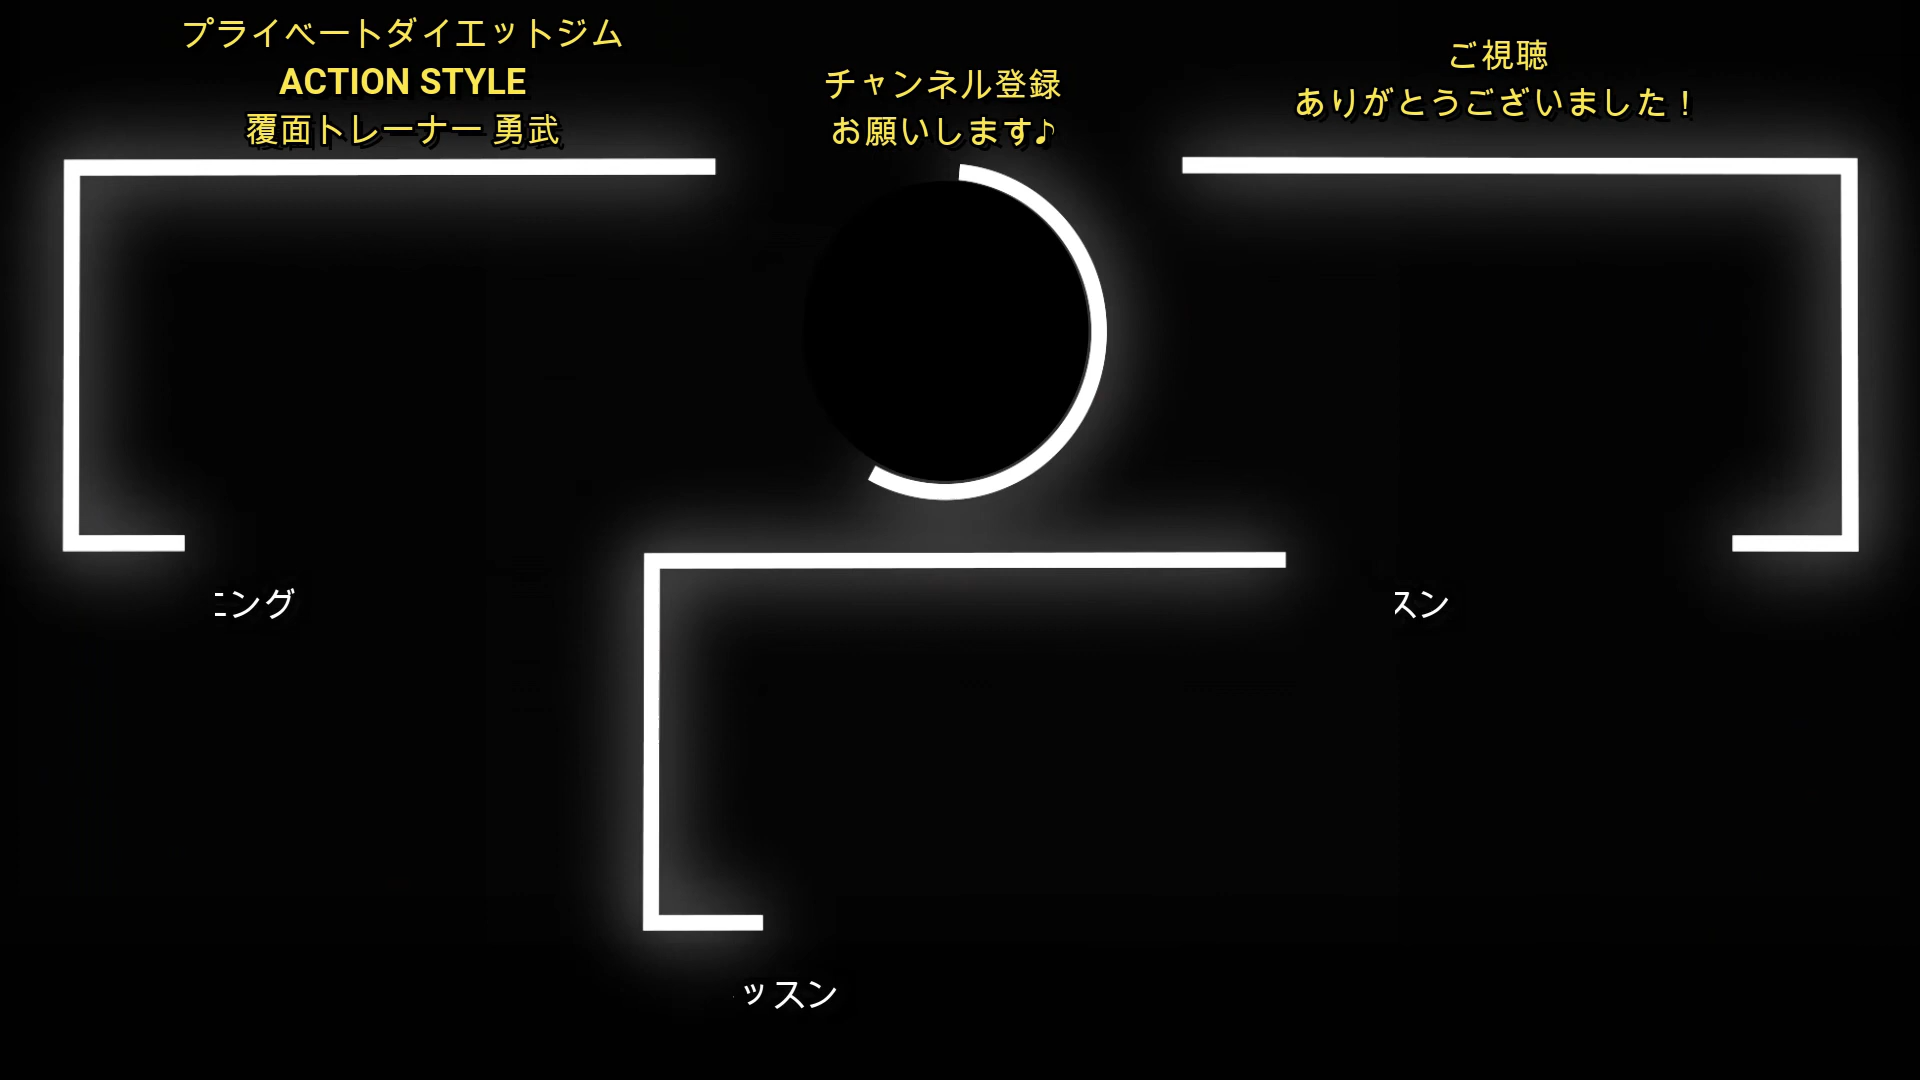 プライベートダイエットジム
ACTION STYLE
覆面トレーナー 勇武
チャンネル登録
お願いします♪
ご視聴
ありがとうございました！
ニング
スン
ッスン